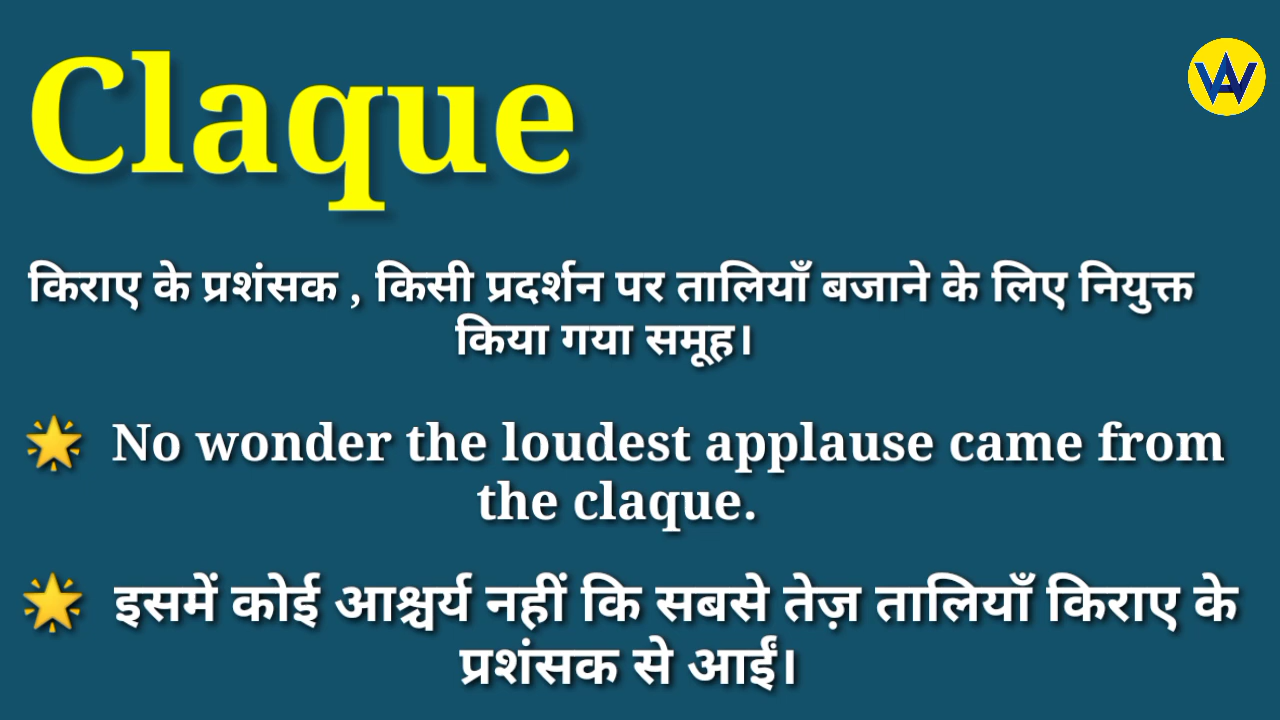 Claque
किराए के प्रशंसक , किसी प्रदर्शन पर तालियाँ बजाने के लिए नियुक्त
किया गया समूह।
🌟 No wonder the loudest applause came from
the claque.
🌟 इसमें कोई आश्चर्य नहीं कि सबसे तेज़ तालियाँ किराए के
प्रशंसक से आईं।